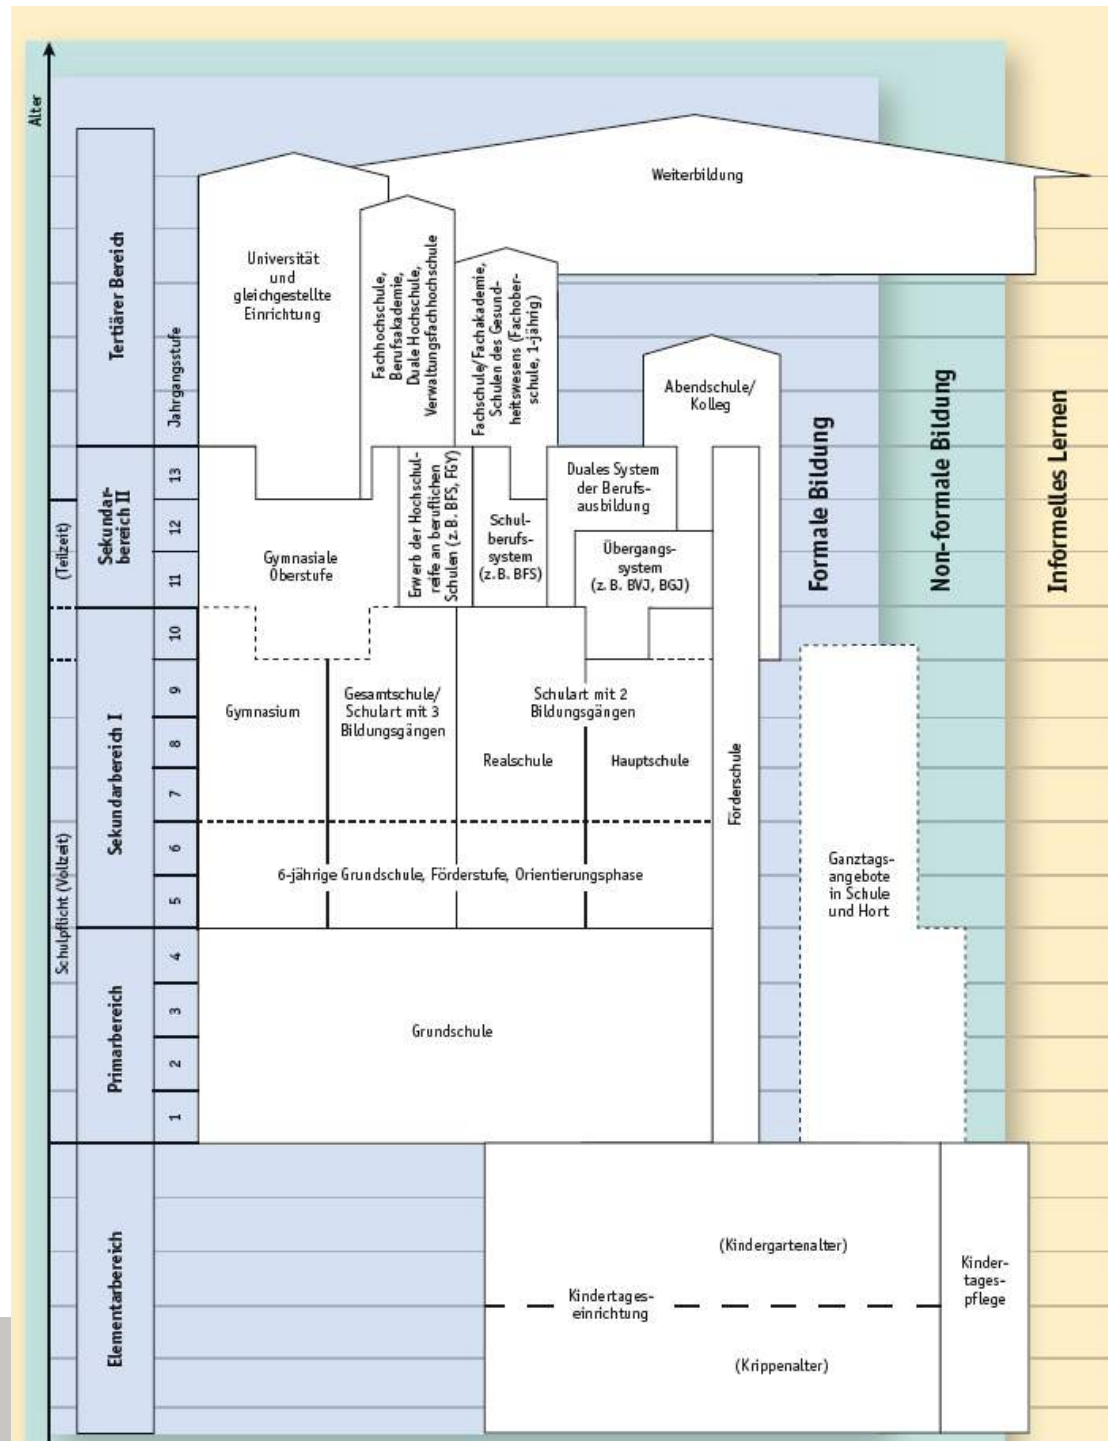 Alter
Weiterbildung
Tertiärer Bereich
Jahrgangsstufe
Universität
und
gleichgestellte
Einrichtung
Fachhochschule,
Berufsakademie,
Duale Hochschule,
Verwaltungsfachhochschule
Fachschule/Fachakademie,
Schulen des Gesund-
heitswesens (Fachober-
schule, 1-jährig)
Abendschule/
Kolleg
Formale Bildung
Non-formale Bildung
Informelles Lernen
(Teilzeit)
Sekundar-
bereich II
13
12
11
Gymnasiale
Oberstufe
Erwerb der Hochschul-
reife an beruflichen
Schulen (z.B. BFS, FGY)
Schul-
berufs-
system
(z. B. BFS)
Duales System
der Berufs-
ausbildung
Übergangs-
system
(z. B. BVJ, BGJ)
Schulpflicht (Vollzeit)
Sekundarbereich I
10
9
8
7
6
5
Gymnasium
Gesamtschule/
Schulart mit 3
Bildungsgängen
Schulart mit 2
Bildungsgängen
Realschule
Hauptschule
Förderschule
6-jährige Grundschule, Förderstufe, Orientierungsphase
Ganztags-
angebote
in Schule
und Hort
Primarbereich
4
3
2
1
Grundschule
Elementarbereich
(Kindergartenalter)
Kindertages-
einrichtung
(Krippenalter)
Kinder-
tages-
pflege